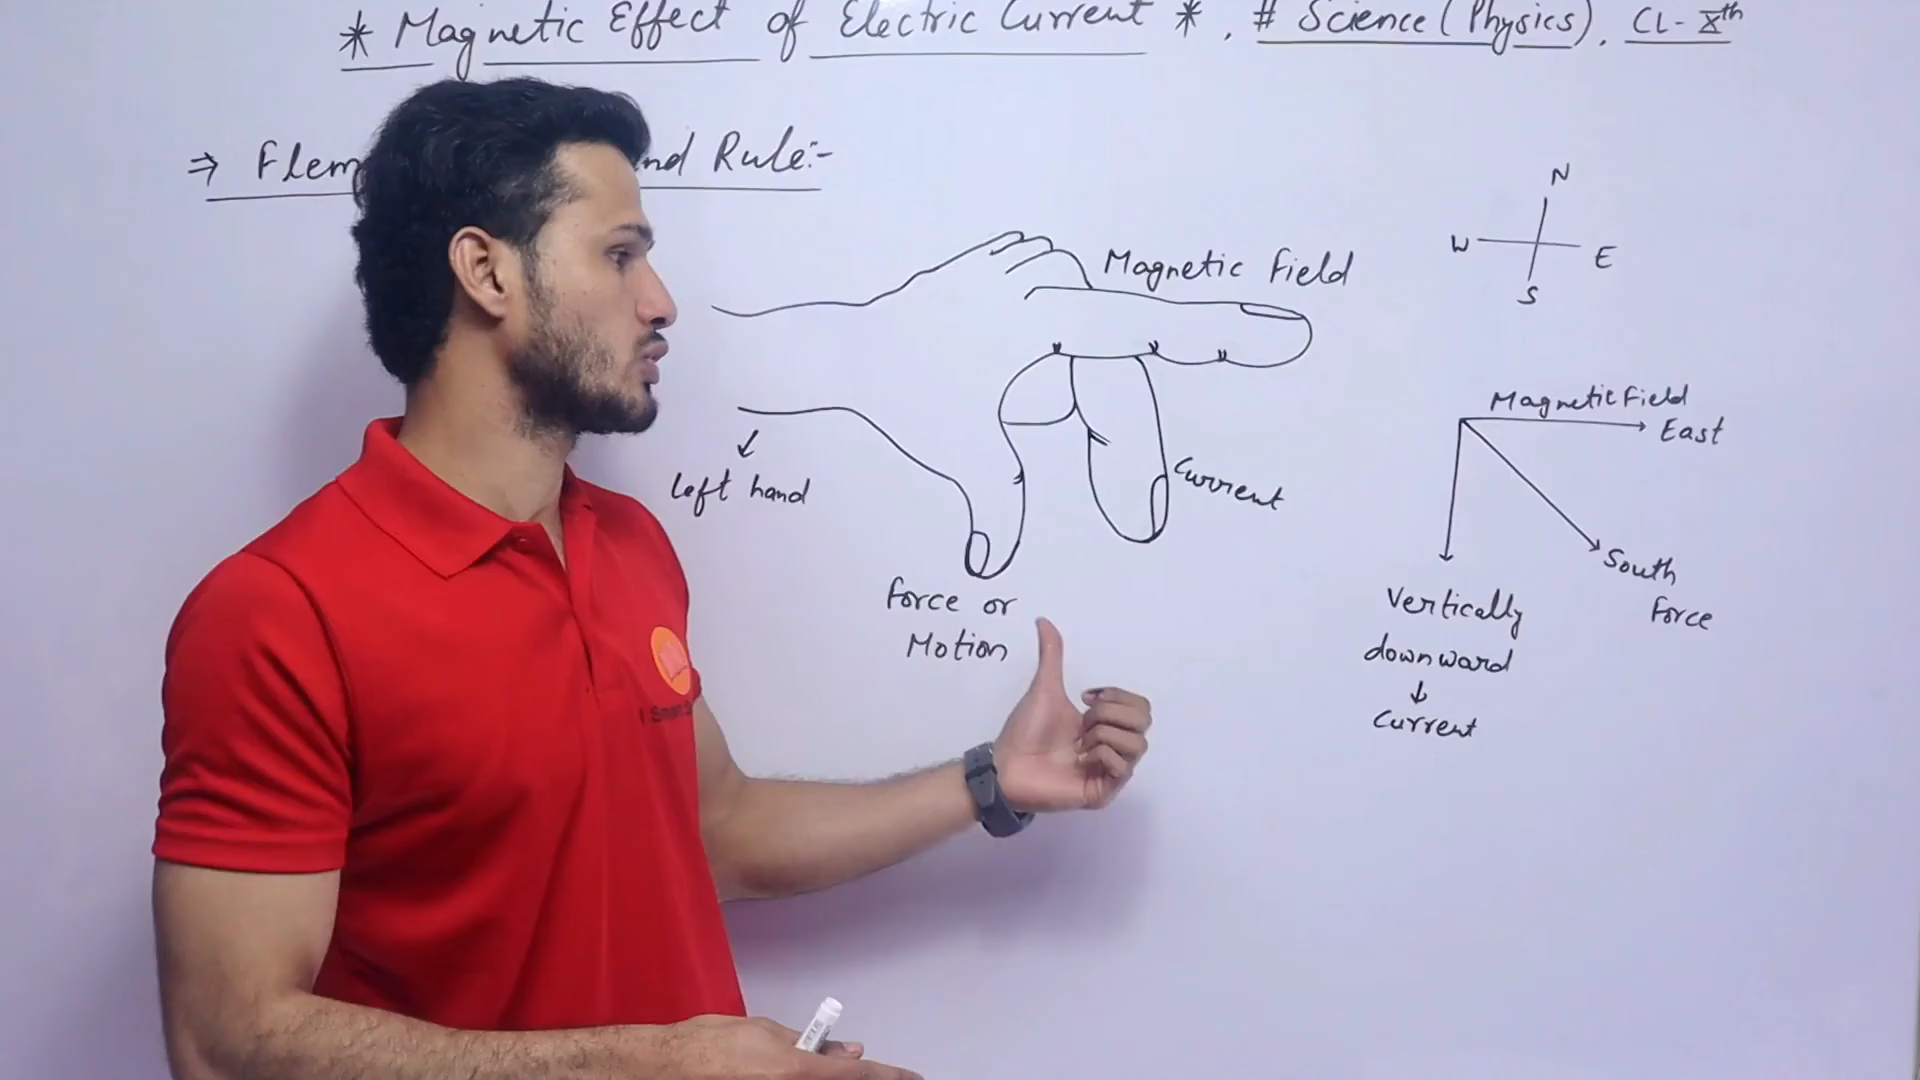 * Magnetic Effect of Electric Current *, # Science (Physics), CL- Xth
⇒ Flem nd Rule:-
N
W E
S
Magnetic Field
Magnetic Field
East
Left hand
Current
South
Force
Force or
Motion
Vertically
downward
↓
Current